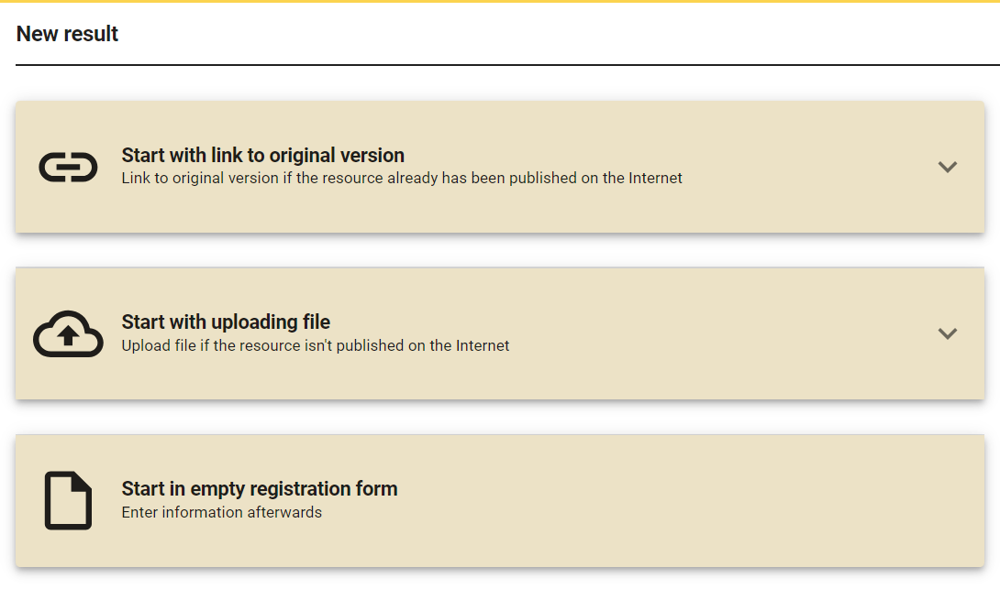 New result
Start with link to original version
Link to original version if the resource already has been published on the Internet
Start with uploading file
Upload file if the resource isn't published on the Internet
Start in empty registration form
Enter information afterwards